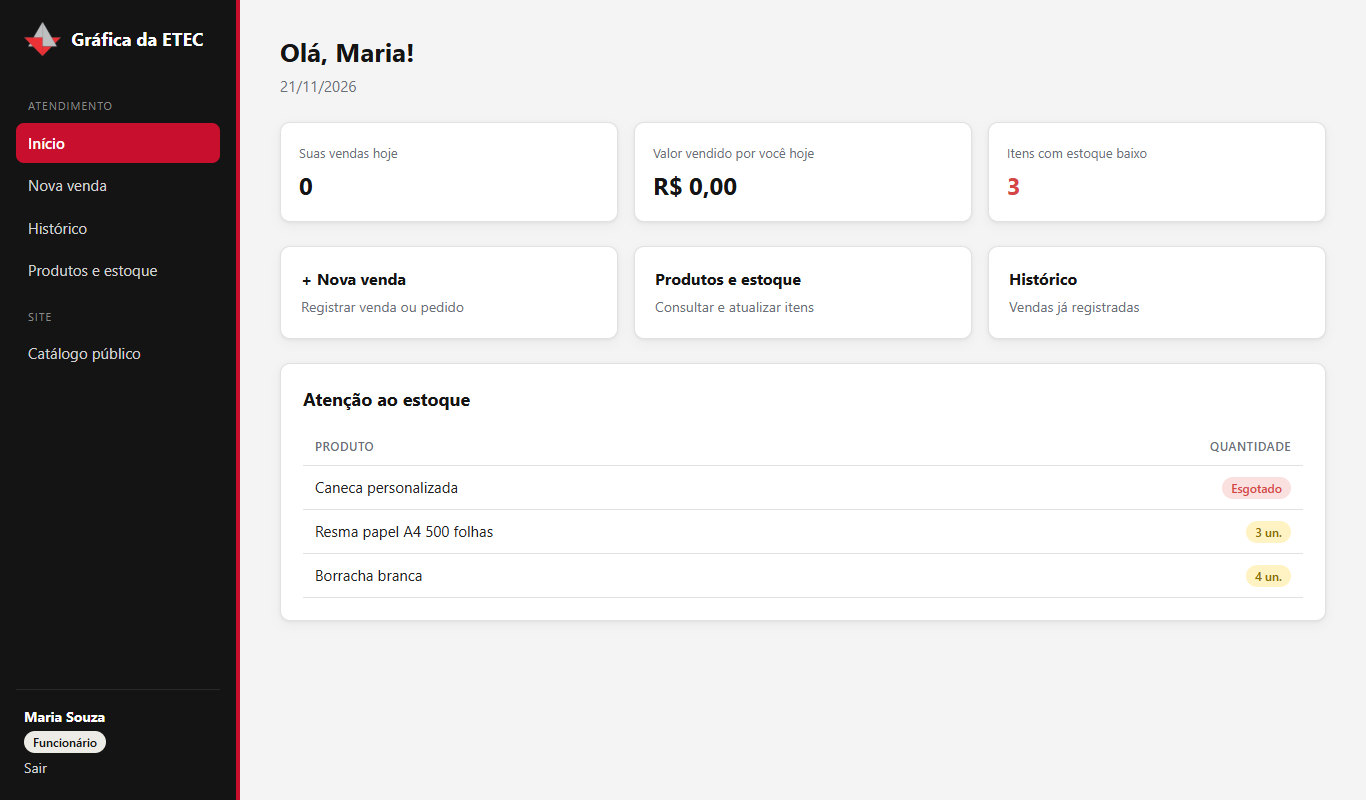 Gráfica da ETEC
ATENDIMENTO
Início
Nova venda
Histórico
Produtos e estoque
SITE
Catálogo público
Maria Souza
Funcionário
Sair
Olá, Maria!
21/11/2026
Suas vendas hoje
0
Valor vendido por você hoje
R$ 0,00
Itens com estoque baixo
3
+ Nova venda
Registrar venda ou pedido
Produtos e estoque
Consultar e atualizar itens
Histórico
Vendas já registradas
Atenção ao estoque
PRODUTO QUANTIDADE
Caneca personalizada Esgotado
Resma papel A4 500 folhas 3 un.
Borracha branca 4 un.